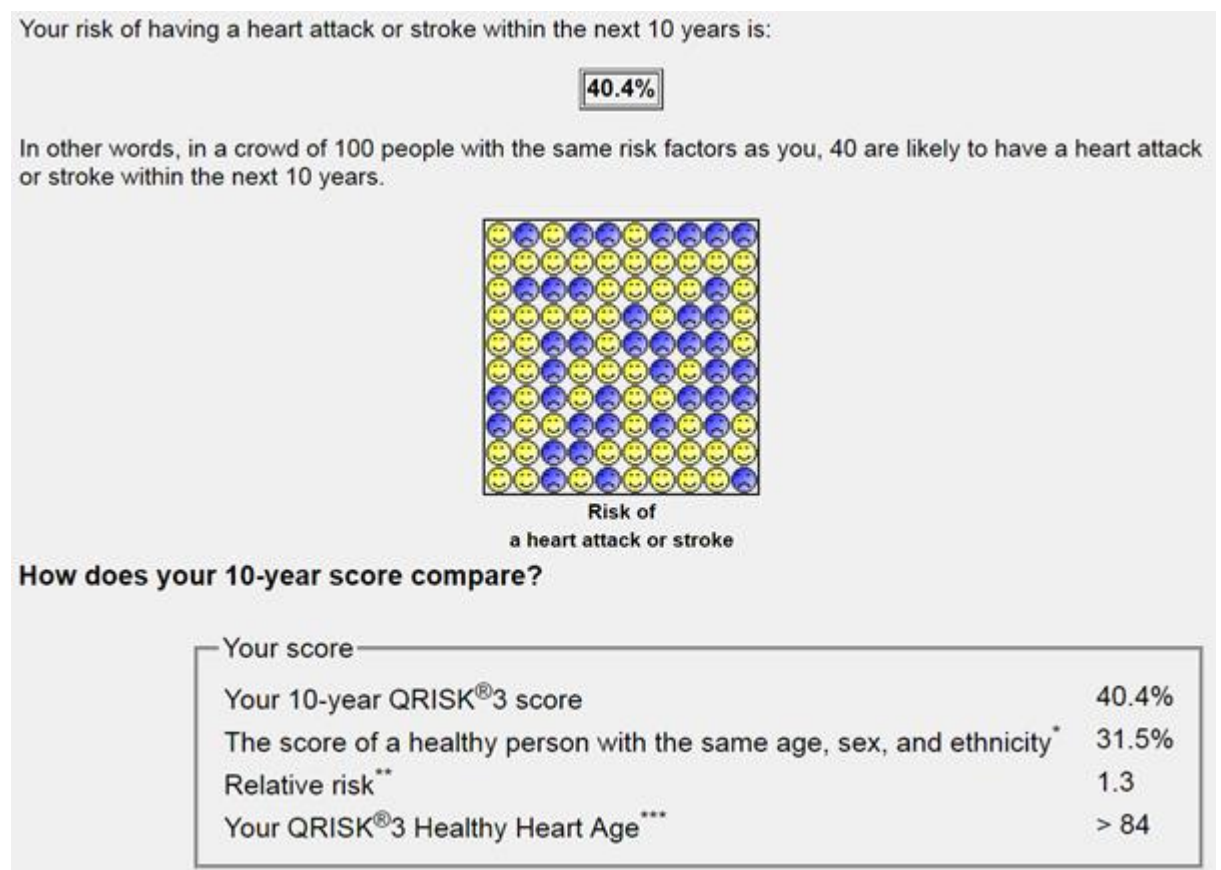 Your risk of having a heart attack or stroke within the next 10 years is:
40.4%
In other words, in a crowd of 100 people with the same risk factors as you, 40 are likely to have a heart attack
or stroke within the next 10 years.
Risk of
a heart attack or stroke
How does your 10-year score compare?
Your score
Your 10-year QRISK®3 score 40.4%
The score of a healthy person with the same age, sex, and ethnicity* 31.5%
Relative risk** 1.3
Your QRISK®3 Healthy Heart Age*** > 84